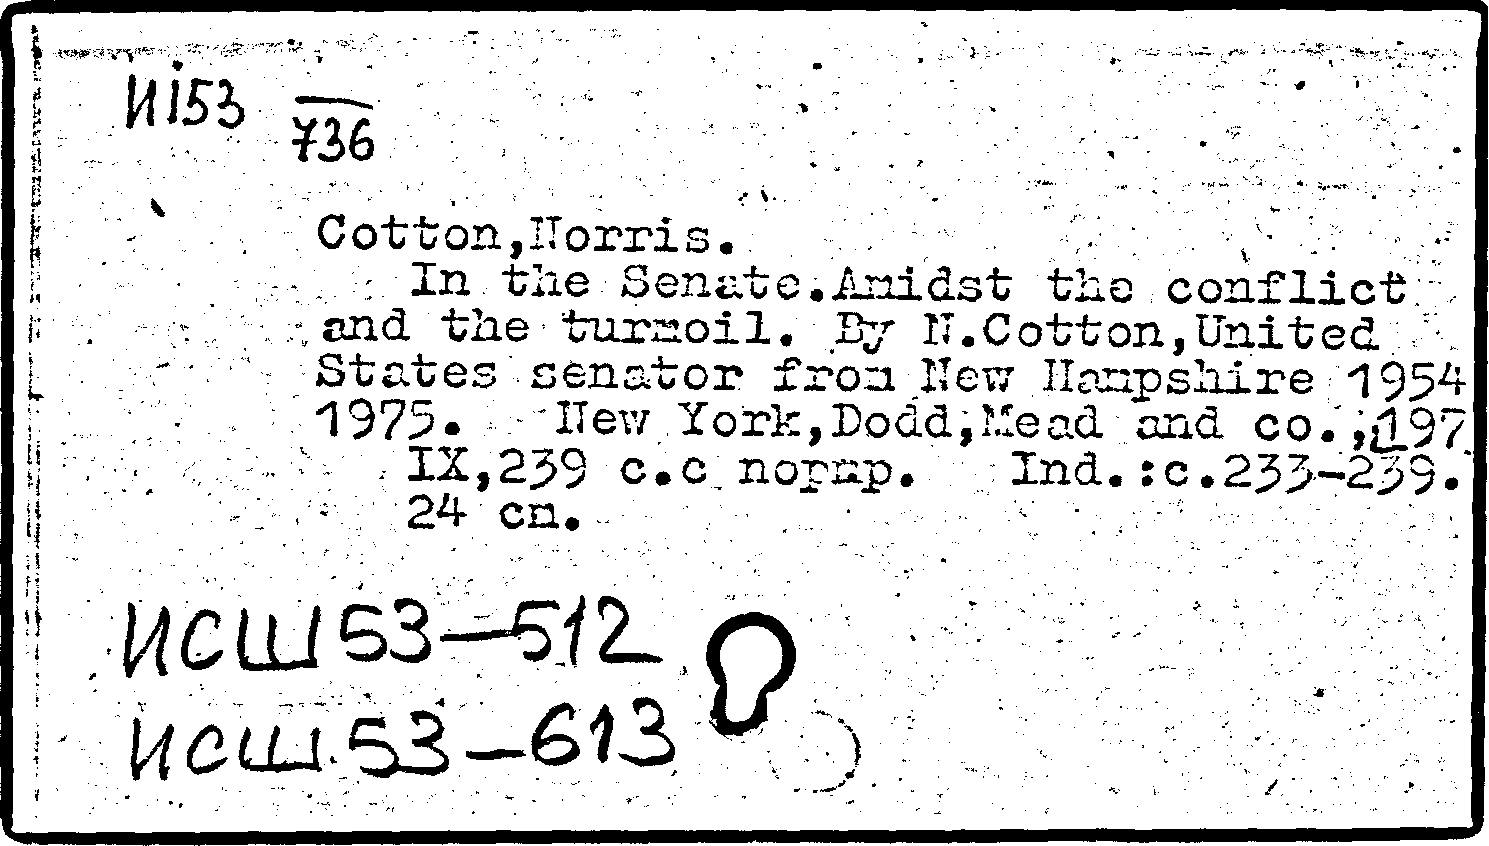 Иi53
736
Cotton,Norris.
In the Senate.Amidst the conflict
and the turmoil. By N.Cotton,United
States senator from New Hampshire 1954
1975. New York,Dodd,Mead and co.,197
IX,239 c.c портр. Ind.:c.233-239.
24 cm.
ИСШ53-512
ИСШ53-613